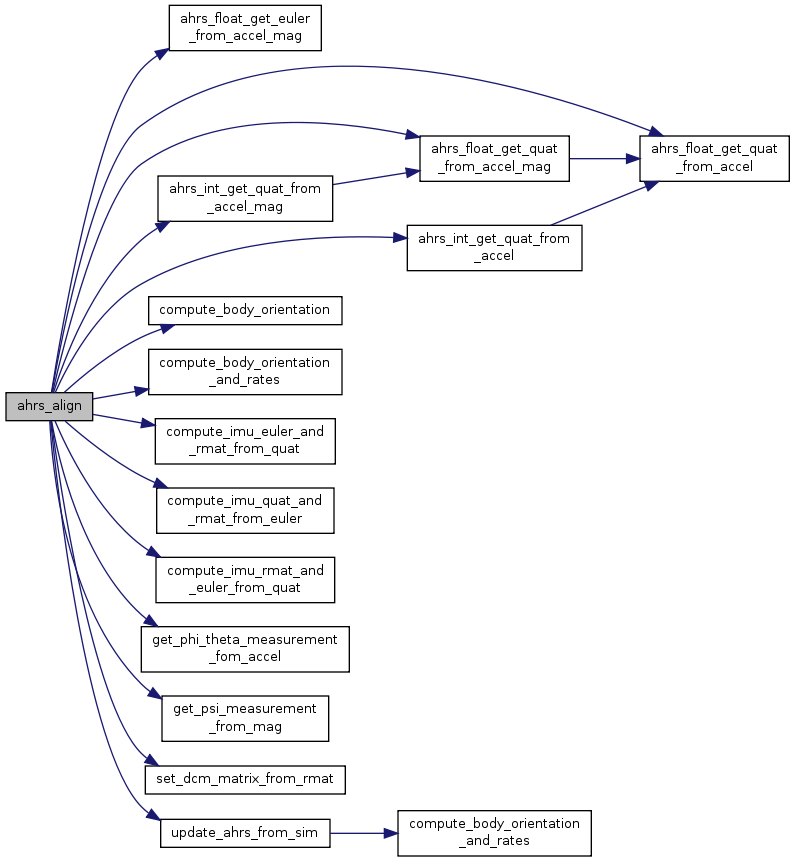 ahrs_float_get_euler
_from_accel_mag
ahrs_float_get_quat
_from_accel_mag
ahrs_float_get_quat
_from_accel
ahrs_int_get_quat_from
_accel_mag
ahrs_int_get_quat_from
_accel
compute_body_orientation
compute_body_orientation
_and_rates
ahrs_align
compute_imu_euler_and
_rmat_from_quat
compute_imu_quat_and
_rmat_from_euler
compute_imu_rmat_and
_euler_from_quat
get_phi_theta_measurement
_fom_accel
get_psi_measurement
_from_mag
set_dcm_matrix_from_rmat
update_ahrs_from_sim
compute_body_orientation
_and_rates